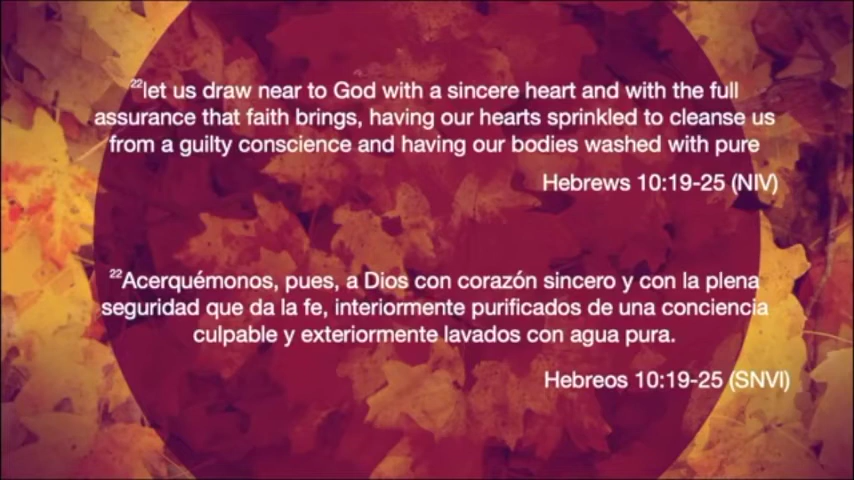 ²²let us draw near to God with a sincere heart and with the full
assurance that faith brings, having our hearts sprinkled to cleanse us
from a guilty conscience and having our bodies washed with pure
Hebrews 10:19-25 (NIV)
²²Acerquémonos, pues, a Dios con corazón sincero y con la plena
seguridad que da la fe, interiormente purificados de una conciencia
culpable y exteriormente lavados con agua pura.
Hebreos 10:19-25 (SNVI)